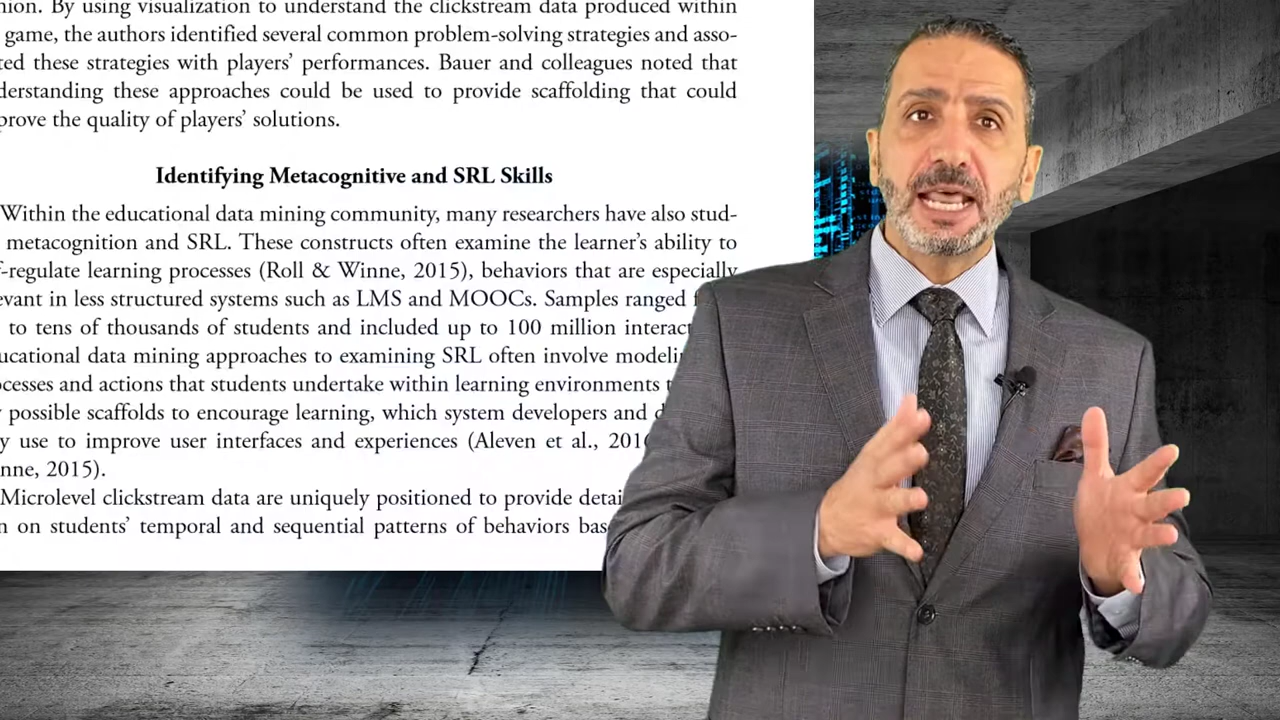 nion. By using visualization to understand the clickstream data produced within
game, the authors identified several common problem-solving strategies and asso-
ted these strategies with players' performances. Bauer and colleagues noted that
derstanding these approaches could be used to provide scaffolding that could
prove the quality of players' solutions.
Identifying Metacognitive and SRL Skills
Within the educational data mining community, many researchers have also stud-
metacognition and SRL. These constructs often examine the learner's ability to
f-regulate learning processes (Roll & Winne, 2015), behaviors that are especially
evant in less structured systems such as LMS and MOOCs. Samples ranged
to tens of thousands of students and included up to 100 million interac
ucational data mining approaches to examining SRL often involve modeli
ocesses and actions that students undertake within learning environments
possible scaffolds to encourage learning, which system developers and
y use to improve user interfaces and experiences (Aleven et al., 201
nne, 2015).
Microlevel clickstream data are uniquely positioned to provide detai
n on students' temporal and sequential patterns of behaviors bas